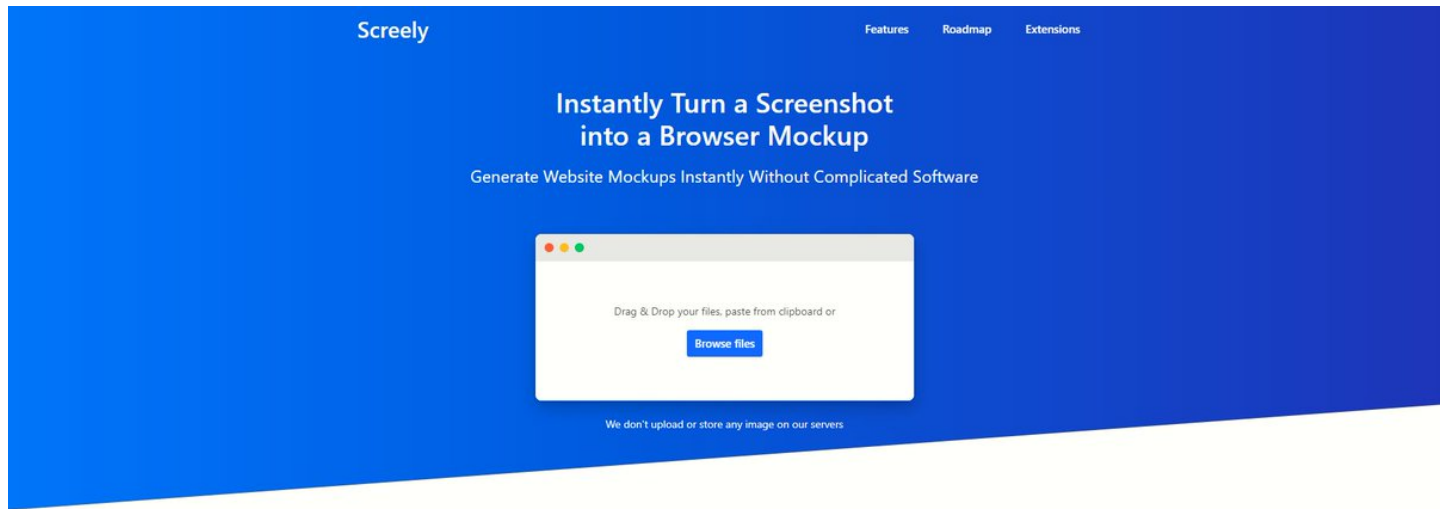 Screely
Features
Roadmap
Extensions
Instantly Turn a Screenshot
into a Browser Mockup
Generate Website Mockups Instantly Without Complicated Software
Drag & Drop your files, paste from clipboard or
Browse files
We don't upload or store any image on our servers